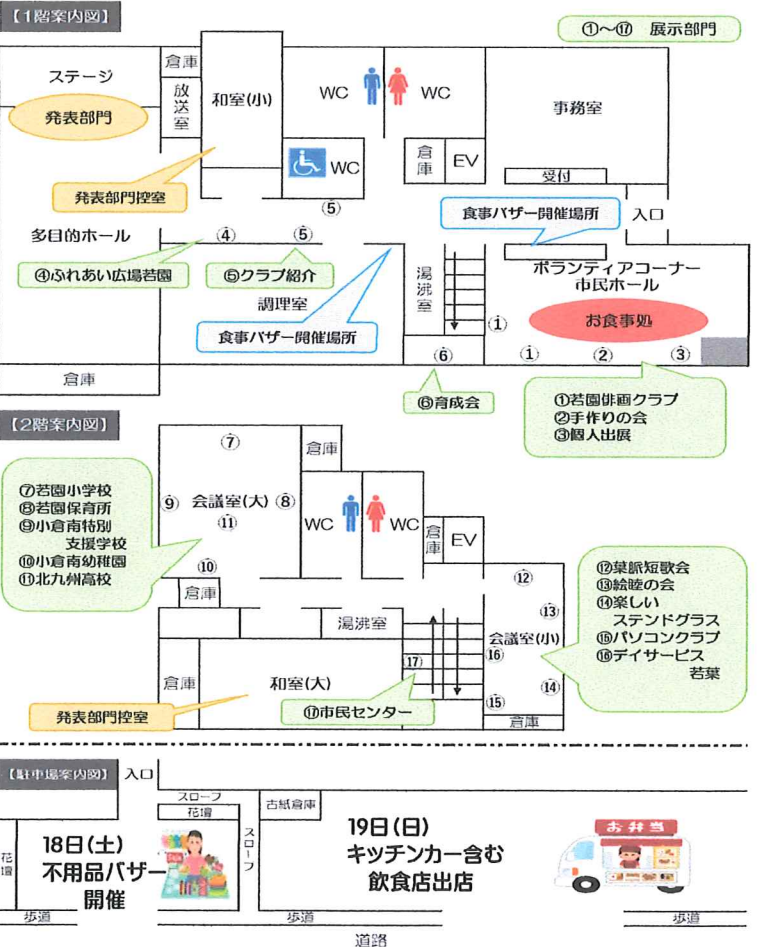 【1階案内図】
①～⑰ 展示部門
ステージ
発表部門
倉庫
放送室
和室(小)
WC
WC
事務室
WC
倉庫
EV
受付
発表部門控室
⑤
食事バザー開催場所
入口
多目的ホール
④
⑤
④ふれあい広場若園
⑤クラブ紹介
湯沸室
ボランティアコーナー
市民ホール
調理室
お食事処
食事バザー開催場所
①
⑥
①
②
③
倉庫
⑥育成会
①若園俳画クラブ
②手作りの会
③個人出展
【2階案内図】
⑦
倉庫
⑦若園小学校
⑧若園保育所
⑨小倉南特別
支援学校
⑩小倉南幼稚園
⑪北九州高校
⑨
会議室(大)
⑧
⑪
WC
WC
倉庫
EV
⑩
⑫
倉庫
⑫葉脈短歌会
⑬絵睦の会
⑭楽しい
ステンドグラス
⑮パソコンクラブ
⑯デイサービス
若葉
⑬
湯沸室
会議室(小)
⑯
⑰
倉庫
和室(大)
⑭
⑮
発表部門控室
⑰市民センター
倉庫
【駐車場案内図】
入口
スロープ
花壇
古紙倉庫
スロープ
花壇
18日(土)
不用品バザー
開催
19日(日)
キッチンカー含む
飲食店出店
お弁当
歩道
歩道
歩道
道路